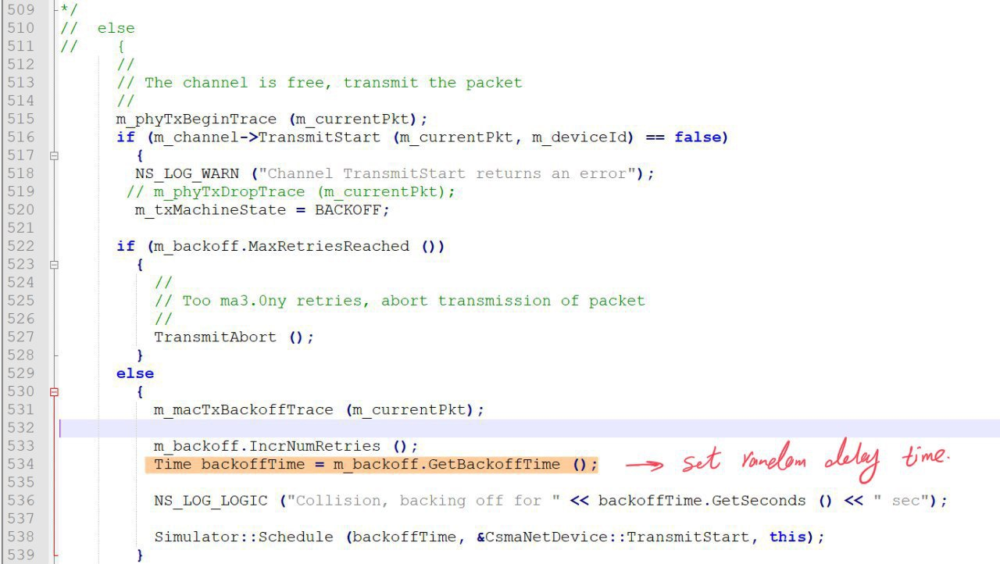 509 */
510 //  else
511 //    {
512 //
513 // The channel is free, transmit the packet
514 //
515 m_phyTxBeginTrace (m_currentPkt);
516 if (m_channel->TransmitStart (m_currentPkt, m_deviceId) == false)
517 {
518 NS_LOG_WARN ("Channel TransmitStart returns an error");
519 // m_phyTxDropTrace (m_currentPkt);
520 m_txMachineState = BACKOFF;
521
522 if (m_backoff.MaxRetriesReached ())
523 {
524 //
525 // Too ma3.0ny retries, abort transmission of packet
526 //
527 TransmitAbort ();
528 }
529 else
530 {
531 m_macTxBackoffTrace (m_currentPkt);
532
533 m_backoff.IncrNumRetries ();
534 Time backoffTime = m_backoff.GetBackoffTime (); → set random delay time.
535
536 NS_LOG_LOGIC ("Collision, backing off for " << backoffTime.GetSeconds () << " sec");
537
538 Simulator::Schedule (backoffTime, &CsmaNetDevice::TransmitStart, this);
539 }